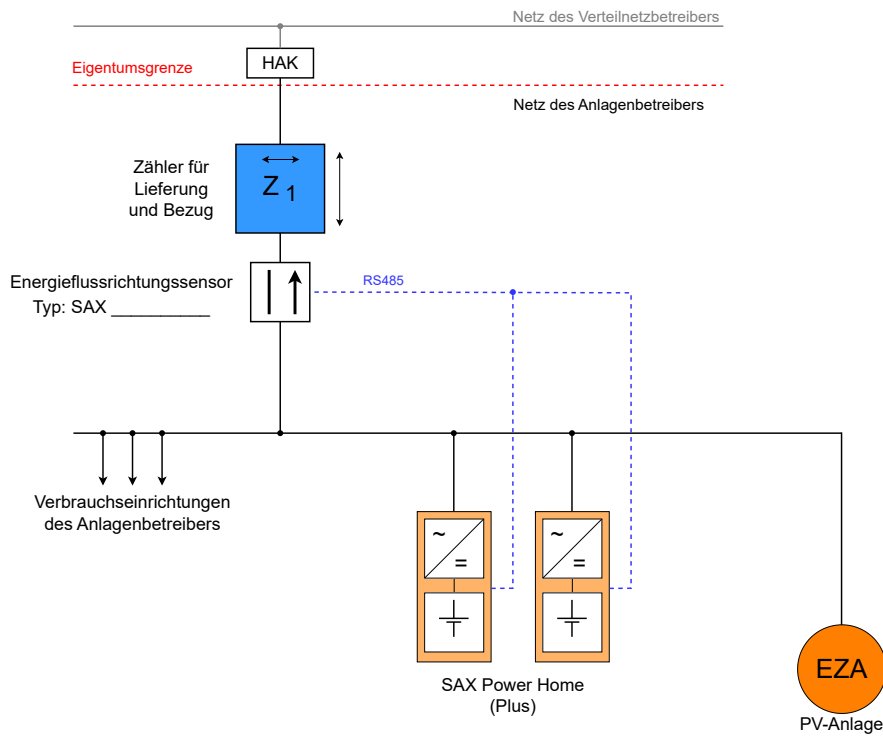 Netz des Verteilnetzbetreibers
HAK
Eigentumsgrenze
Netz des Anlagenbetreibers
Zähler für
Lieferung
und Bezug
Z 1
Energieflussrichtungssensor
Typ: SAX __________
RS485
Verbrauchseinrichtungen
des Anlagenbetreibers
~
=
~
=
SAX Power Home
(Plus)
EZA
PV-Anlage